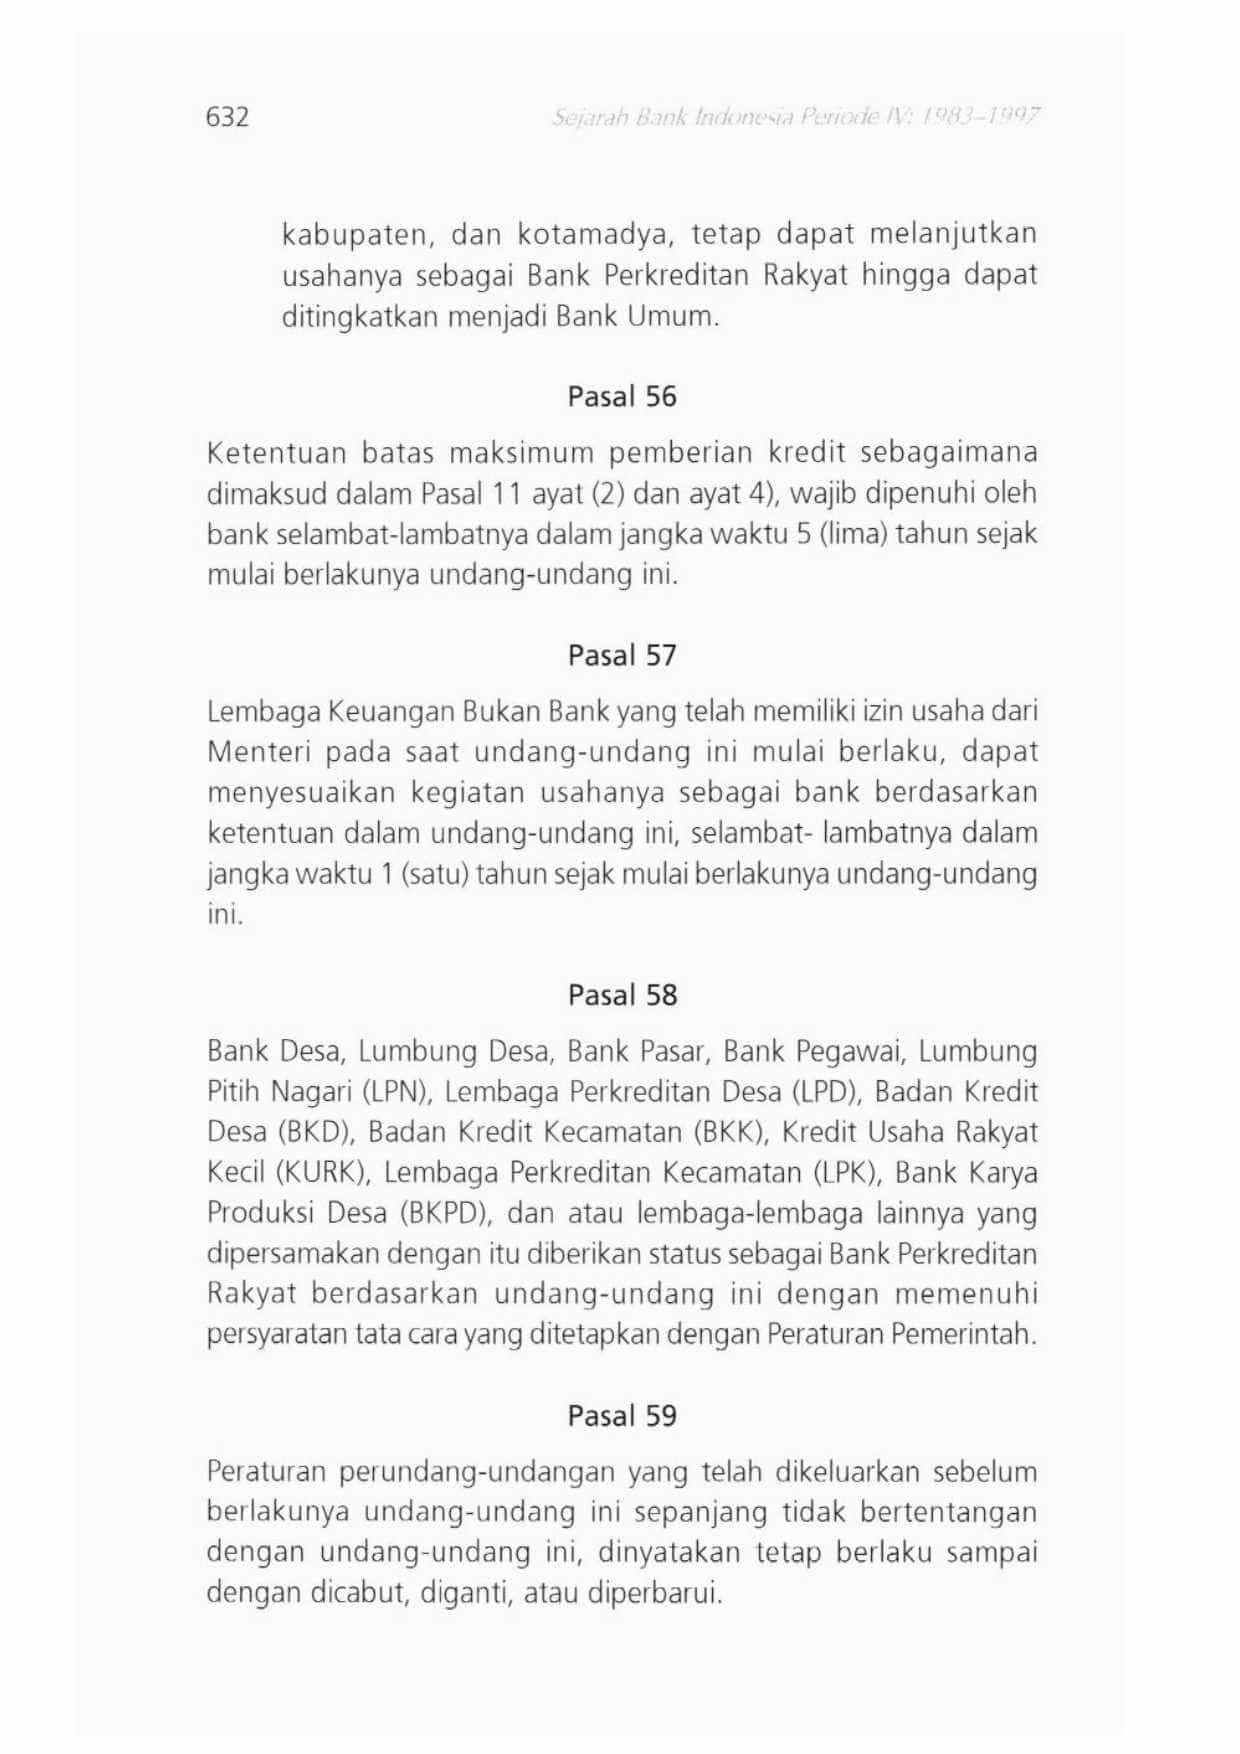 632
Sejarah Bank Indonesia Periode IV: 1983–1997
kabupaten, dan kotamadya, tetap dapat melanjutkan
usahanya sebagai Bank Perkreditan Rakyat hingga dapat
ditingkatkan menjadi Bank Umum.
Pasal 56
Ketentuan batas maksimum pemberian kredit sebagaimana
dimaksud dalam Pasal 11 ayat (2) dan ayat 4), wajib dipenuhi oleh
bank selambat-lambatnya dalam jangka waktu 5 (lima) tahun sejak
mulai berlakunya undang-undang ini.
Pasal 57
Lembaga Keuangan Bukan Bank yang telah memiliki izin usaha dari
Menteri pada saat undang-undang ini mulai berlaku, dapat
menyesuaikan kegiatan usahanya sebagai bank berdasarkan
ketentuan dalam undang-undang ini, selambat- lambatnya dalam
jangka waktu 1 (satu) tahun sejak mulai berlakunya undang-undang
ini.
Pasal 58
Bank Desa, Lumbung Desa, Bank Pasar, Bank Pegawai, Lumbung
Pitih Nagari (LPN), Lembaga Perkreditan Desa (LPD), Badan Kredit
Desa (BKD), Badan Kredit Kecamatan (BKK), Kredit Usaha Rakyat
Kecil (KURK), Lembaga Perkreditan Kecamatan (LPK), Bank Karya
Produksi Desa (BKPD), dan atau lembaga-lembaga lainnya yang
dipersamakan dengan itu diberikan status sebagai Bank Perkreditan
Rakyat berdasarkan undang-undang ini dengan memenuhi
persyaratan tata cara yang ditetapkan dengan Peraturan Pemerintah.
Pasal 59
Peraturan perundang-undangan yang telah dikeluarkan sebelum
berlakunya undang-undang ini sepanjang tidak bertentangan
dengan undang-undang ini, dinyatakan tetap berlaku sampai
dengan dicabut, diganti, atau diperbarui.